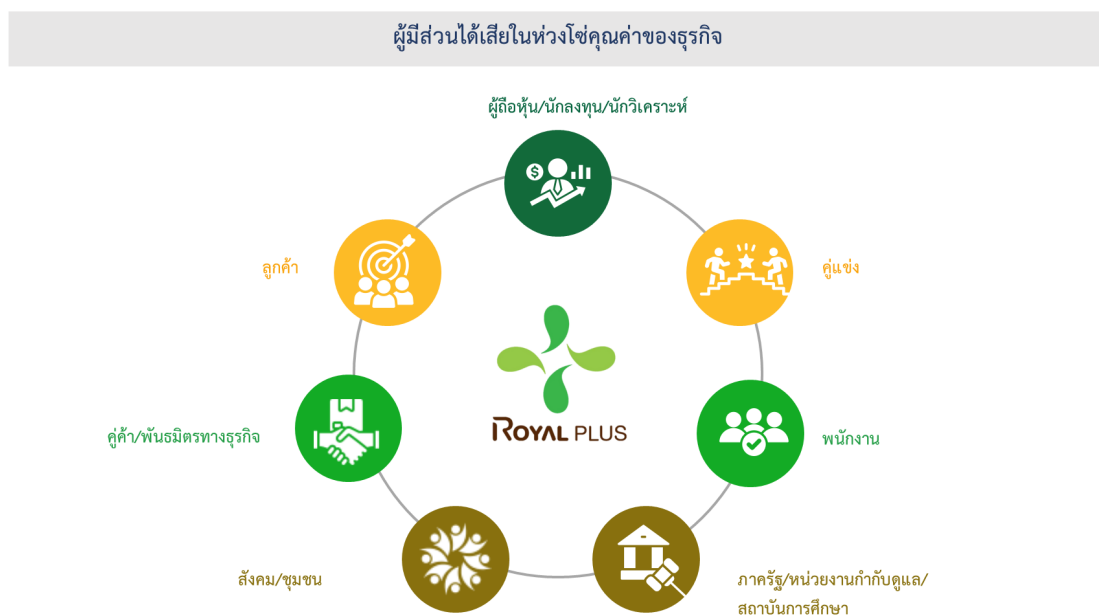 ผู้มีส่วนได้เสียในห่วงโซ่คุณค่าของธุรกิจ
ผู้ถือหุ้น/นักลงทุน/นักวิเคราะห์
$
ลูกค้า
คู่แข่ง
ROYAL PLUS
คู่ค้า/พันธมิตรทางธุรกิจ
พนักงาน
สังคม/ชุมชน
ภาครัฐ/หน่วยงานกำกับดูแล/
สถาบันการศึกษา